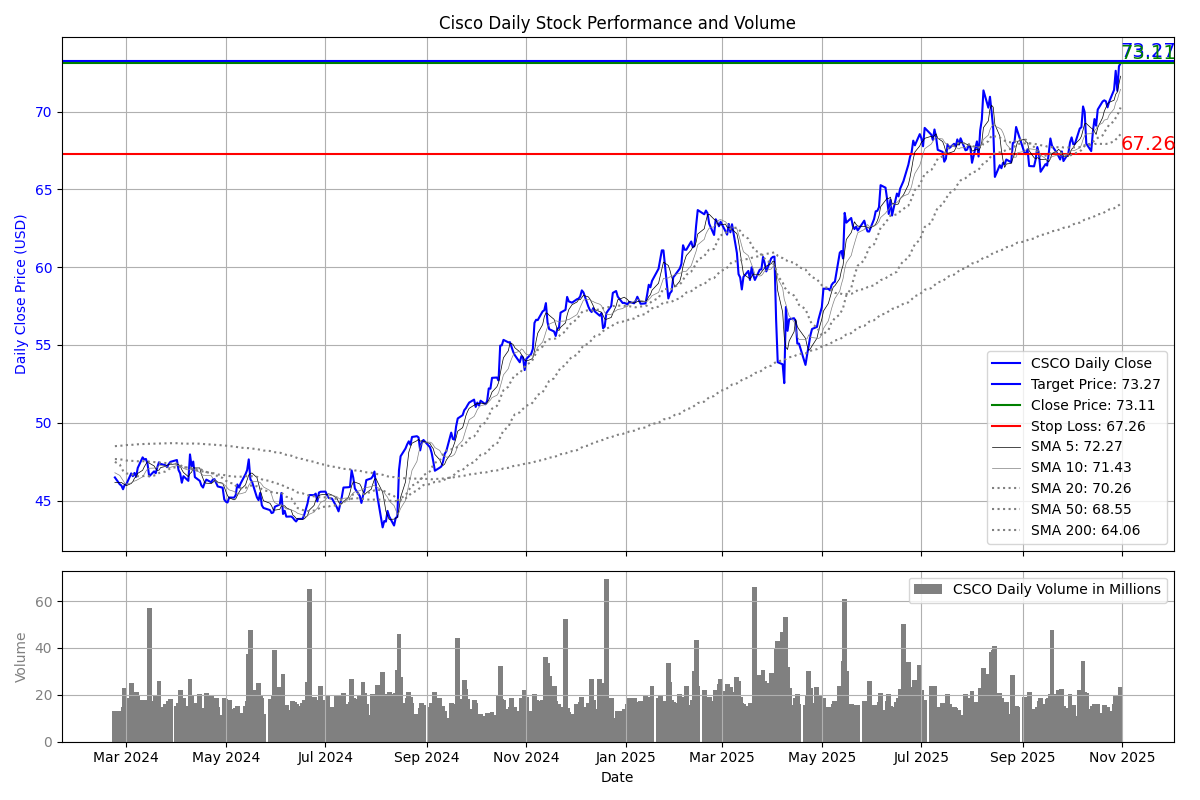 Cisco Daily Stock Performance and Volume
73.27
73.11
70
67.26
65
60
55
50
45
Daily Close Price (USD)
CSCO Daily Close
Target Price: 73.27
Close Price: 73.11
Stop Loss: 67.26
SMA 5: 72.27
SMA 10: 71.43
SMA 20: 70.26
SMA 50: 68.55
SMA 200: 64.06
CSCO Daily Volume in Millions
60
40
20
0
Volume
Mar 2024 May 2024 Jul 2024 Sep 2024 Nov 2024 Jan 2025 Mar 2025 May 2025 Jul 2025 Sep 2025 Nov 2025
Date